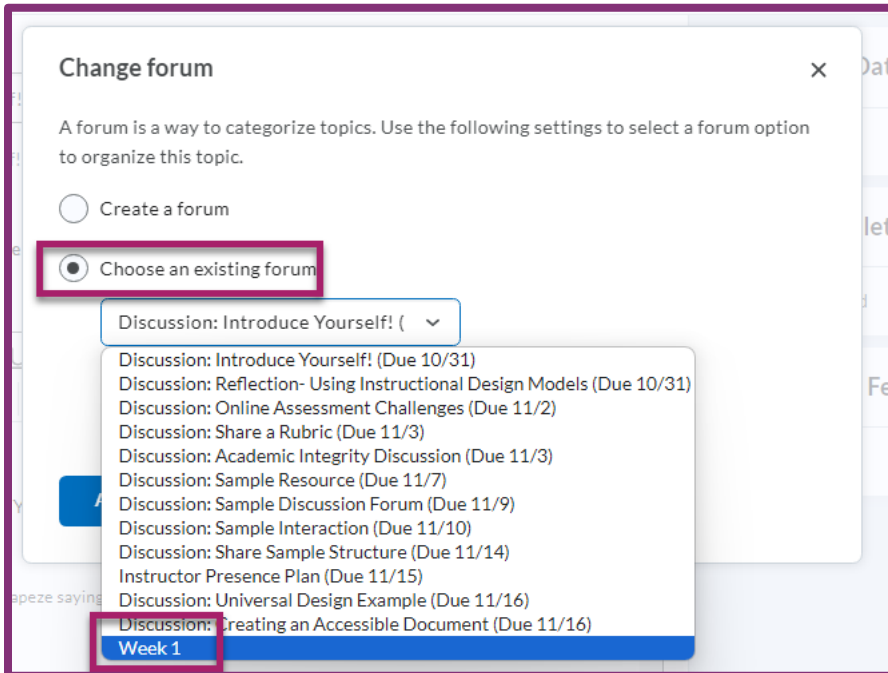 Change forum
A forum is a way to categorize topics. Use the following settings to select a forum option
to organize this topic.
Create a forum
Choose an existing forum
Discussion: Introduce Yourself! (
Discussion: Introduce Yourself! (Due 10/31)
Discussion: Reflection- Using Instructional Design Models (Due 10/31)
Discussion: Online Assessment Challenges (Due 11/2)
Discussion: Share a Rubric (Due 11/3)
Discussion: Academic Integrity Discussion (Due 11/3)
Discussion: Sample Resource (Due 11/7)
Discussion: Sample Discussion Forum (Due 11/9)
Discussion: Sample Interaction (Due 11/10)
Discussion: Share Sample Structure (Due 11/14)
Instructor Presence Plan (Due 11/15)
Discussion: Universal Design Example (Due 11/16)
Discussion: Creating an Accessible Document (Due 11/16)
Week 1
saying